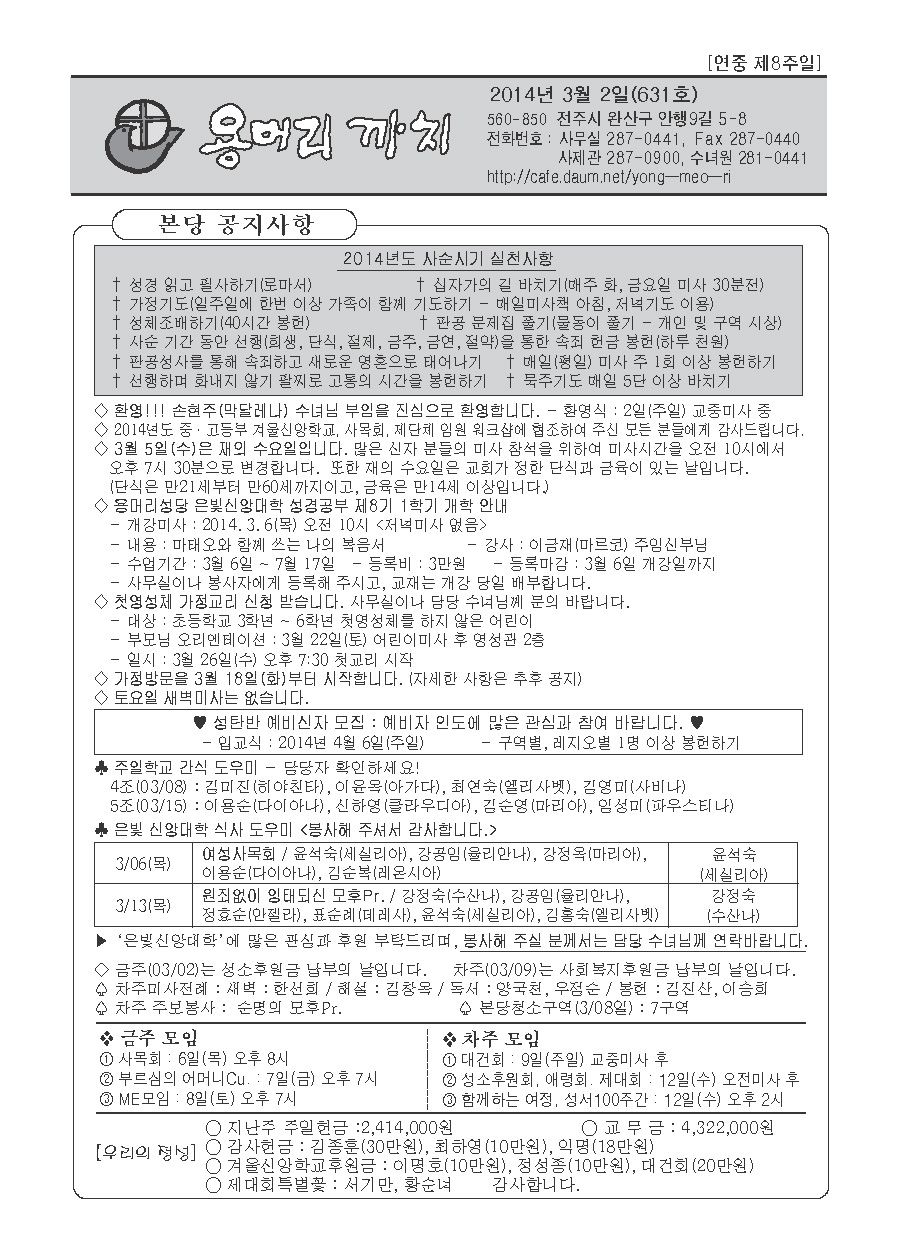 [연중 제8주일]
용머리 까치
2014년 3월 2일(631호)
560-850 전주시 완산구 안행9길 5-8
전화번호 : 사무실 287-0441, Fax 287-0440
사제관 287-0900, 수녀원 281-0441
http://cafe.daum.net/yong-meo-ri
본당 공지사항
2014년도 사순시기 실천사항
† 성경 읽고 필사하기(로마서) † 십자가의 길 바치기(매주 화,금요일 미사 30분전)
† 가정기도(일주일에 한번 이상 가족이 함께 기도하기 - 매일미사책 아침,저녁기도 이용)
† 성체조배하기(40시간 봉헌) † 판공 문제집 풀기(물동이 풀기 - 개인 및 구역 시상)
† 사순 기간 동안 선행(희생, 단식,절제, 금주, 금연,절약)을 통한 속죄 헌금 봉헌(하루 천원)
† 판공성사를 통해 속죄하고 새로운 영혼으로 태어나기 † 매일(평일) 미사 주 1회 이상 봉헌하기
† 선행하며 화내지 않기 팔찌로 고통의 시간을 봉헌하기 † 묵주기도 매일 5단 이상 바치기
◇ 환영!!! 손현주(막달레나) 수녀님 부임을 진심으로 환영합니다. - 환영식 : 2일(주일) 교중미사 중
◇ 2014년도 중·고등부 겨울신앙학교, 사목회, 제단체 임원 워크샵에 협조하여 주신 모든 분들에게 감사드립니다.
◇ 3월 5일(수)은 재의 수요일입니다. 많은 신자 분들의 미사 참석을 위하여 미사시간을 오전 10시에서
오후 7시 30분으로 변경합니다. 또한 재의 수요일은 교회가 정한 단식과 금육이 있는 날입니다.
(단식은 만21세부터 만60세까지이고, 금육은 만14세 이상입니다.)
◇ 용머리성당 은빛신앙대학 성경공부 제8기 1학기 개학 안내
- 개강미사 : 2014. 3. 6(목) 오전 10시 <저녁미사 없음>
- 내용 : 마태오와 함께 쓰는 나의 복음서 - 강사 : 이금재(마르코) 주임신부님
- 수업기간 : 3월 6일 ~ 7월 17일 - 등록비 : 3만원 - 등록마감 : 3월 6일 개강일까지
- 사무실이나 봉사자에게 등록해 주시고, 교재는 개강 당일 배부합니다.
◇ 첫영성체 가정교리 신청 받습니다. 사무실이나 담당 수녀님께 문의 바랍니다.
- 대상 : 초등학교 3학년 ~ 6학년 첫영성체를 하지 않은 어린이
- 부모님 오리엔테이션 : 3월 22일(토) 어린이미사 후 영성관 2층
- 일시 : 3월 26일(수) 오후 7:30 첫교리 시작
◇ 가정방문을 3월 18일(화)부터 시작합니다. (자세한 사항은 추후 공지)
◇ 토요일 새벽미사는 없습니다.
♥ 성탄반 예비신자 모집 : 예비자 인도에 많은 관심과 참여 바랍니다. ♥
- 입교식 : 2014년 4월 6일(주일) - 구역별, 레지오별 1명 이상 봉헌하기
♣ 주일학교 간식 도우미 - 담당자 확인하세요!
4조(03/08) : 김미진(히야친타), 이윤옥(아가다), 최연숙(엘리사벳), 김영미(사비나)
5조(03/15) : 이용순(다이아나), 신하영(클라우디아), 김순영(마리아), 임성미(파우스티나)
♣ 은빛 신앙대학 식사 도우미 <봉사해 주셔서 감사합니다.>
3/06(목) 여성사목회 / 윤석숙(세실리아), 강공임(율리안나), 강정옥(마리아), 윤석숙
이용순(다이아나), 김순복(레온시아) (세실리아)
3/13(목) 원죄없이 잉태되신 모후Pr. / 강정숙(수산나), 강공임(율리안나), 강정숙
정효순(안젤라), 표순례(데레사), 윤석숙(세실리아), 김홍숙(엘리사벳) (수산나)
▶ ‘은빛신앙대학’에 많은 관심과 후원 부탁드리며, 봉사해 주실 분께서는 담당 수녀님께 연락바랍니다.
◇ 금주(03/02)는 성소후원금 납부의 날입니다. 차주(03/09)는 사회복지후원금 납부의 날입니다.
♤ 차주미사전례 : 새벽 : 한선희 / 해설 : 김창옥 / 독서 : 양국천, 우점순 / 봉헌 : 김진산, 이승희
♤ 차주 주보봉사 : 순명의 모후Pr. ♤ 본당청소구역(3/08일) : 7구역
❖ 금주 모임
① 사목회 : 6일(목) 오후 8시
② 부르심의 어머니Cu. : 7일(금) 오후 7시
③ ME모임 : 8일(토) 오후 7시
❖ 차주 모임
① 대건회 : 9일(주일) 교중미사 후
② 성소후원회, 애령회. 제대회 : 12일(수) 오전미사 후
③ 함께하는 여정, 성서100주간 : 12일(수) 오후 2시
[우리의 정성]
○ 지난주 주일헌금 :2,414,000원 ○ 교 무 금 : 4,322,000원
○ 감사헌금 : 김종훈(30만원), 최하영(10만원), 익명(18만원)
○ 겨울신앙학교후원금 : 이명호(10만원), 정성종(10만원), 대건회(20만원)
○ 제대회특별꽃 : 서기만, 황순녀 감사합니다.